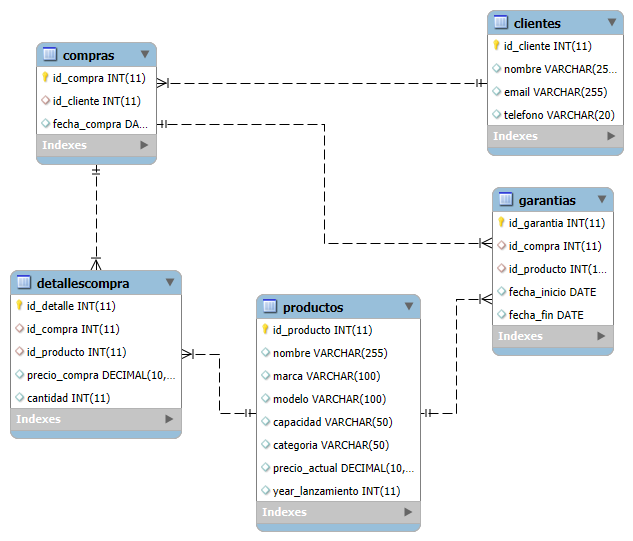 clientes
id_cliente INT(11)
nombre VARCHAR(25...
email VARCHAR(255)
telefono VARCHAR(20)
Indexes
compras
id_compra INT(11)
id_cliente INT(11)
fecha_compra DA...
Indexes
garantias
id_garantia INT(11)
id_compra INT(11)
id_producto INT(1...
fecha_inicio DATE
fecha_fin DATE
Indexes
detallescompra
id_detalle INT(11)
id_compra INT(11)
id_producto INT(11)
precio_compra DECIMAL(10,...
cantidad INT(11)
Indexes
productos
id_producto INT(11)
nombre VARCHAR(255)
marca VARCHAR(100)
modelo VARCHAR(100)
capacidad VARCHAR(50)
categoria VARCHAR(50)
precio_actual DECIMAL(10,...
year_lanzamiento INT(11)
Indexes